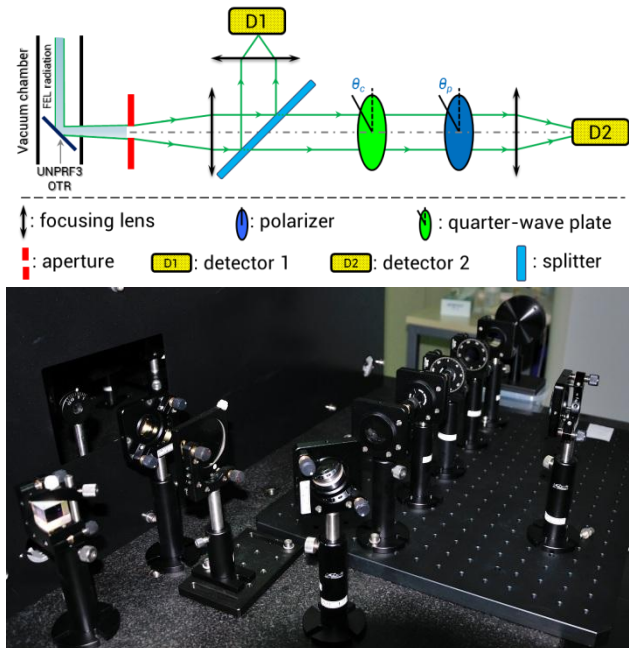 D1
Vacuum chamber
FEL radiation
θc
θp
D2
UNPRF3
OTR
: focusing lens
: polarizer
: quarter-wave plate
: aperture
D1 : detector 1
D2 : detector 2
: splitter